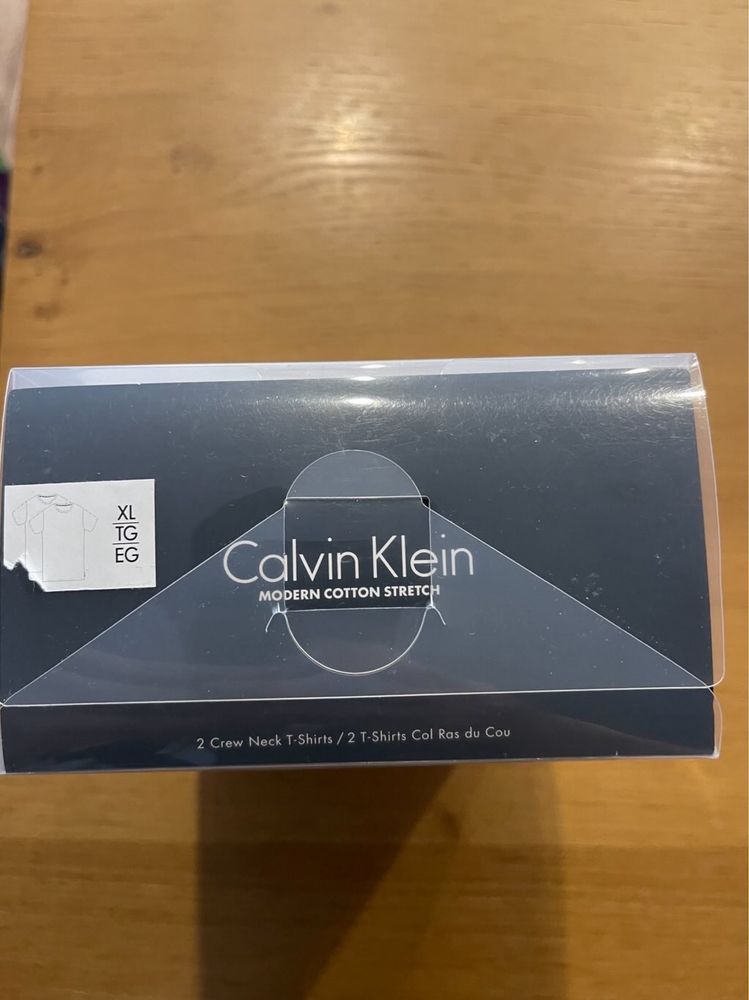 XL
TG
EG
Calvin Klein
MODERN COTTON STRETCH
2 Crew Neck T-Shirts / 2 T-Shirts Col Ras du Cou